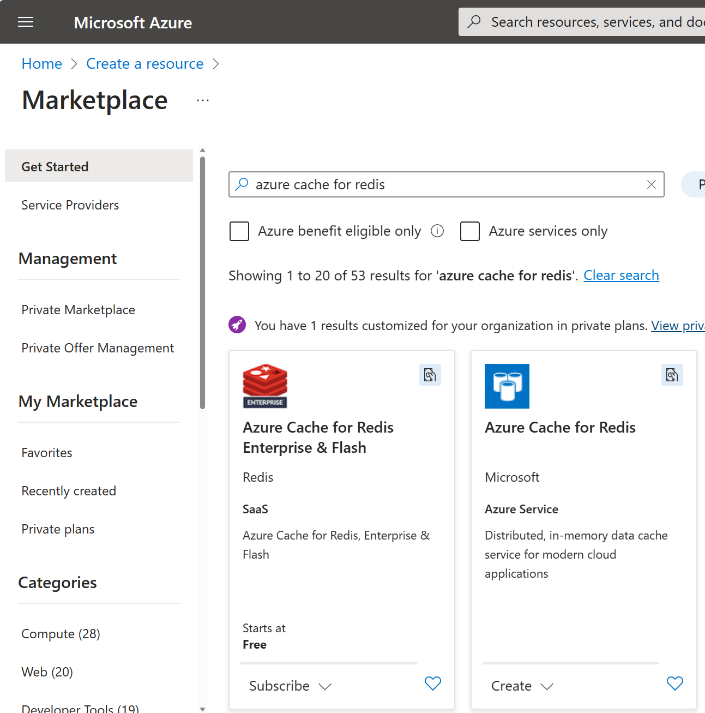 Microsoft Azure
Search resources, services, and
Home > Create a resource >
Marketplace ...
Get Started
Service Providers
Management
Private Marketplace
Private Offer Management
My Marketplace
Favorites
Recently created
Private plans
Categories
Compute (28)
Web (20)
Developer Tools (19)
azure cache for redis
Azure benefit eligible only
Azure services only
Showing 1 to 20 of 53 results for 'azure cache for redis'. Clear search
You have 1 results customized for your organization in private plans. View
ENTERPRISE
Azure Cache for Redis
Enterprise & Flash
Redis
SaaS
Azure Cache for Redis, Enterprise &
Flash
Starts at
Free
Subscribe
Azure Cache for Redis
Microsoft
Azure Service
Distributed, in-memory data cache
service for modern cloud
applications
Create